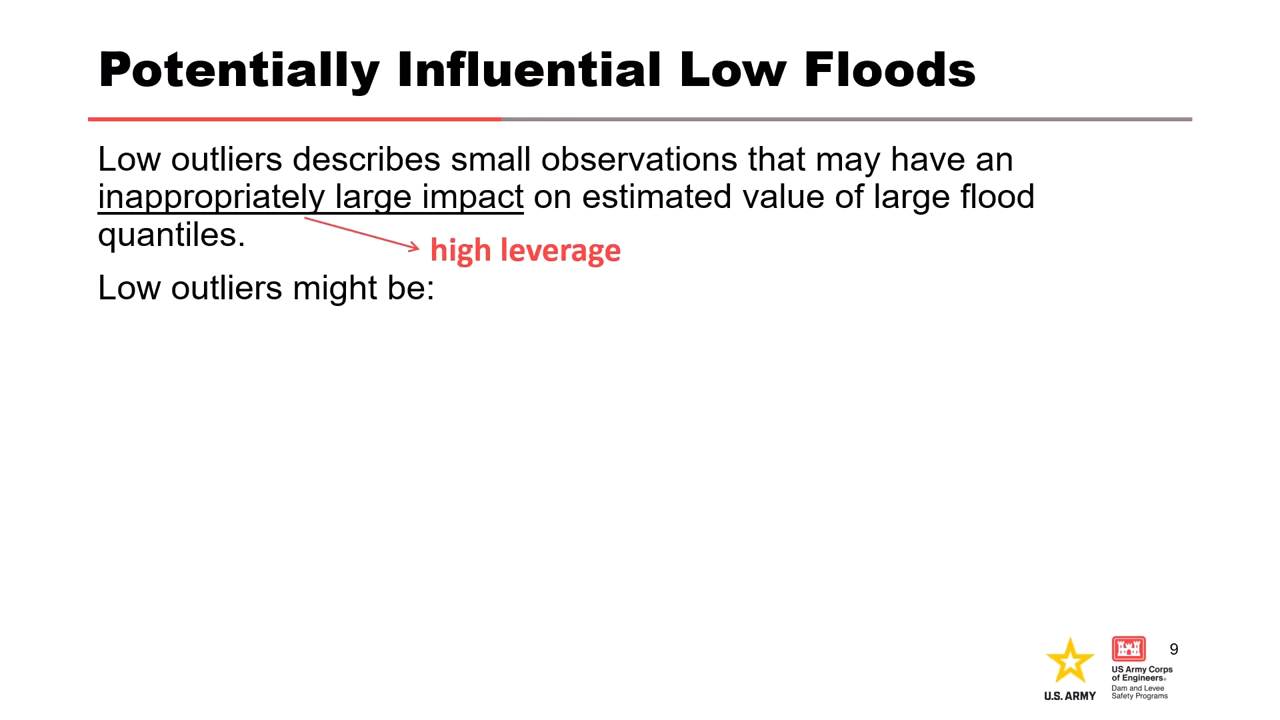 Potentially Influential Low Floods
Low outliers describes small observations that may have an
inappropriately large impact on estimated value of large flood
quantiles.
high leverage
Low outliers might be:
9
U.S. ARMY
US Army Corps
of Engineers®
Dam and Levee
Safety Programs